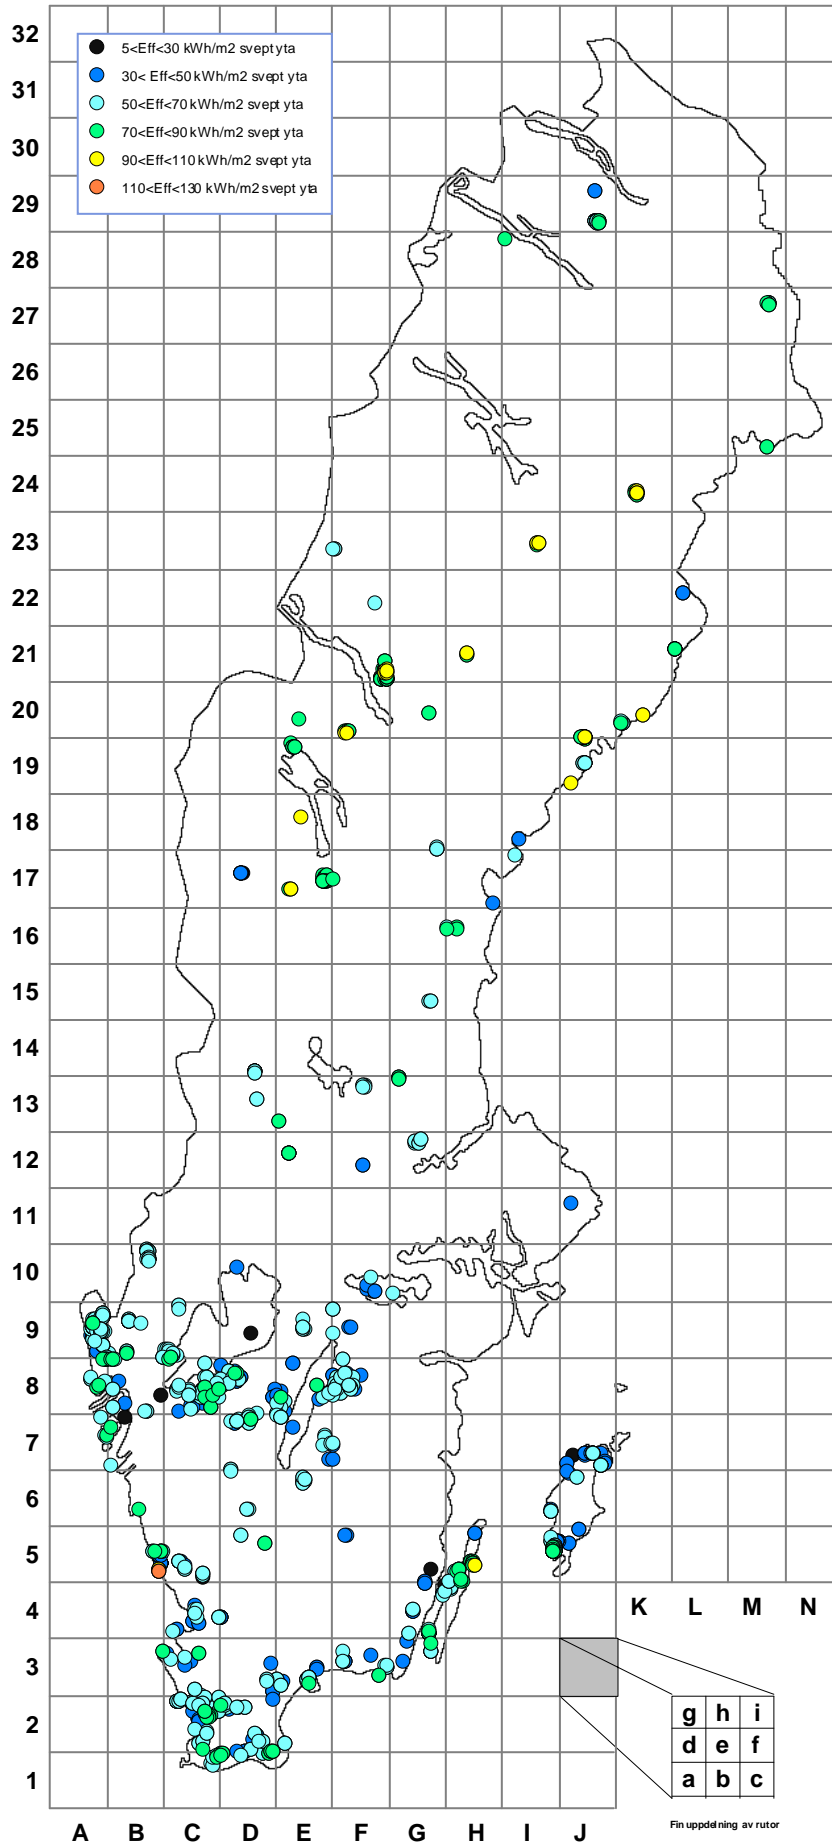 32
5<Eff<30 kWh/m2 svept yta
30< Eff<50 kWh/m2 svept yta
31
50<Eff<70 kWh/m2 svept yta
70<Eff<90 kWh/m2 svept yta
30
90<Eff<110 kWh/m2 svept yta
110<Eff<130 kWh/m2 svept yta
29
28
27
26
25
24
23
22
21
20
19
18
17
16
15
14
13
12
11
10
9
8
7
6
5
4
K L M N
3
g h i
2
d e f
a b c
1
Fin uppdelning av rutor
A B C D E F G H I J